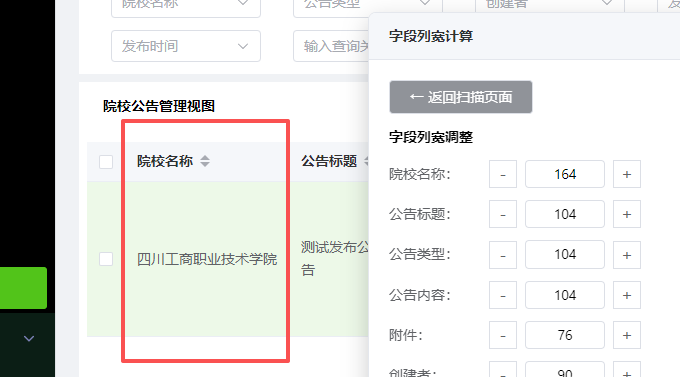 院校名称
公告类型
创建者
发布时间
输入查询关
字段列宽计算
← 返回扫描页面
院校公告管理视图
字段列宽调整
院校名称
公告标题
四川工商职业技术学院
测试发布公
告
院校名称: - 164 +
公告标题: - 104 +
公告类型: - 104 +
公告内容: - 104 +
附件: - 76 +
创建者: - 90 +